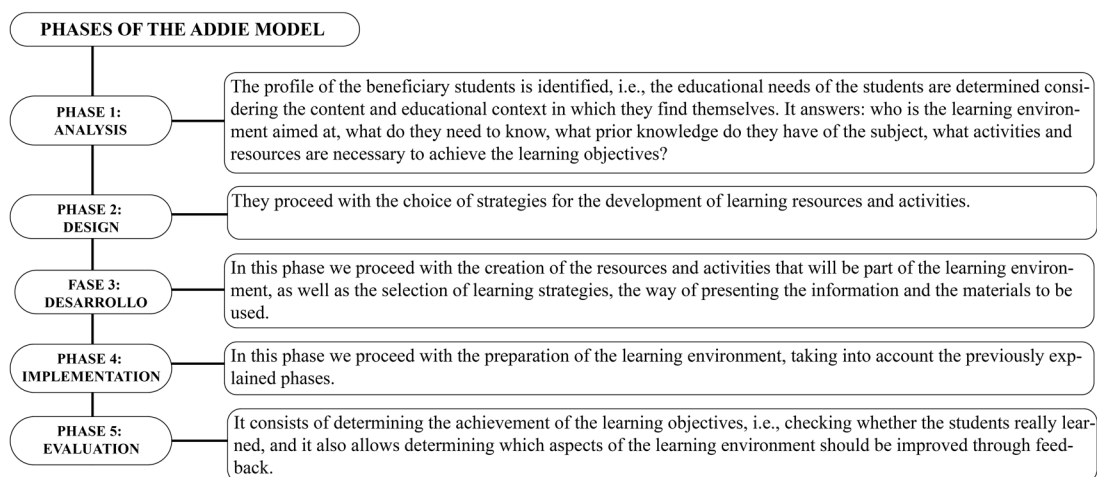 PHASES OF THE ADDIE MODEL
PHASE 1:
ANALYSIS
The profile of the beneficiary students is identified, i.e., the educational needs of the students are determined consi-
dering the content and educational context in which they find themselves. It answers: who is the learning environ-
ment aimed at, what do they need to know, what prior knowledge do they have of the subject, what activities and
resources are necessary to achieve the learning objectives?
PHASE 2:
DESIGN
They proceed with the choice of strategies for the development of learning resources and activities.
FASE 3:
DESARROLLO
In this phase we proceed with the creation of the resources and activities that will be part of the learning environ-
ment, as well as the selection of learning strategies, the way of presenting the information and the materials to be
used.
PHASE 4:
IMPLEMENTATION
In this phase we proceed with the preparation of the learning environment, taking into account the previously exp-
lained phases.
PHASE 5:
EVALUATION
It consists of determining the achievement of the learning objectives, i.e., checking whether the students really lear-
ned, and it also allows determining which aspects of the learning environment should be improved through feed-
back.